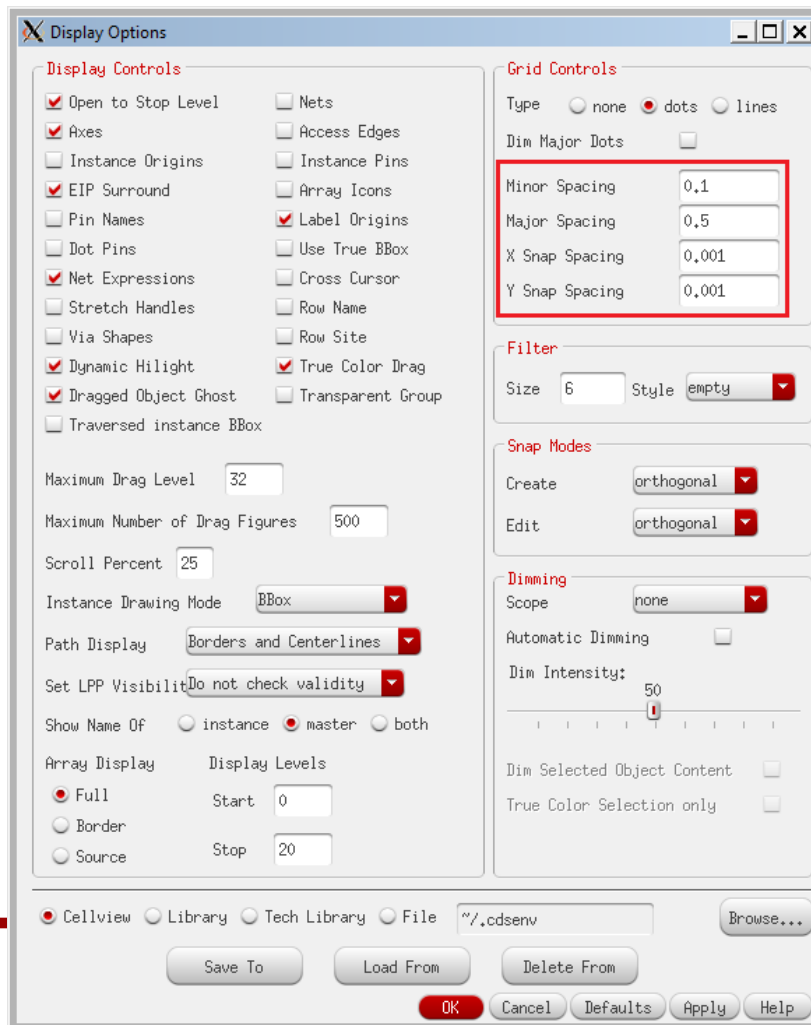 Display Options
Display Controls
Open to Stop Level
Nets
Axes
Access Edges
Instance Origins
Instance Pins
EIP Surround
Array Icons
Pin Names
Label Origins
Dot Pins
Use True BBox
Net Expressions
Cross Cursor
Stretch Handles
Row Name
Via Shapes
Row Site
Dynamic Hilight
True Color Drag
Dragged Object Ghost
Transparent Group
Traversed instance BBox
Maximum Drag Level 32
Maximum Number of Drag Figures 500
Scroll Percent 25
Instance Drawing Mode BBox
Path Display Borders and Centerlines
Set LPP Visibilit Do not check validity
Show Name Of instance master both
Array Display
Display Levels
Full
Start 0
Border
Source
Stop 20
Grid Controls
Type none dots lines
Dim Major Dots
Minor Spacing 0.1
Major Spacing 0.5
X Snap Spacing 0.001
Y Snap Spacing 0.001
Filter
Size 6 Style empty
Snap Modes
Create orthogonal
Edit orthogonal
Dimming
Scope none
Automatic Dimming
Dim Intensity:
50
Dim Selected Object Content
True Color Selection only
Cellview Library Tech Library File ~/.cdsenv Browse...
Save To Load From Delete From
OK Cancel Defaults Apply Help